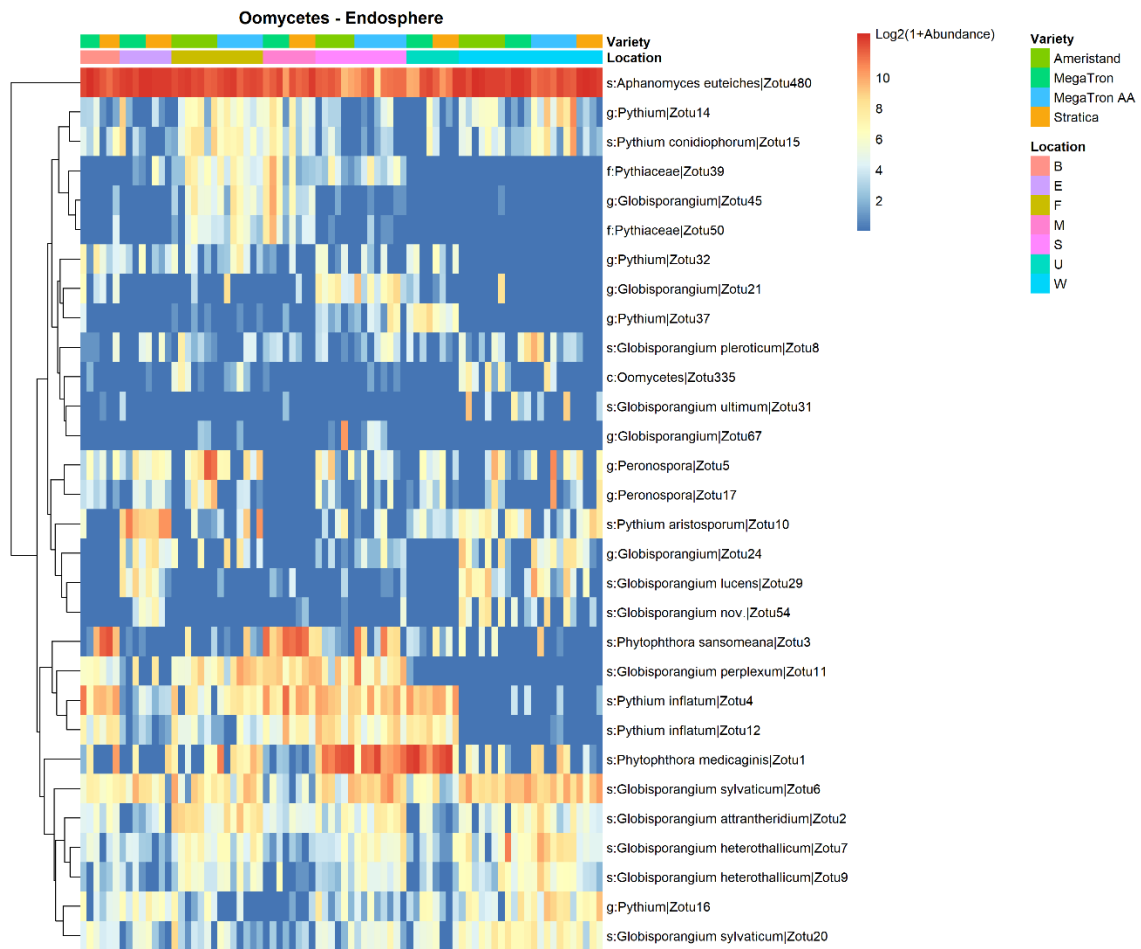 Oomycetes - Endosphere
Variety
Location
Log2(1+Abundance)
10
8
6
4
2
Variety
Ameristand
MegaTron
MegaTron AA
Stratica
Location
B
E
F
M
S
U
W
s:Aphanomyces euteiches|Zotu480
g:Pythium|Zotu14
s:Pythium conidiophorum|Zotu15
f:Pythiaceae|Zotu39
g:Globisporangium|Zotu45
f:Pythiaceae|Zotu50
g:Pythium|Zotu32
g:Globisporangium|Zotu21
g:Pythium|Zotu37
s:Globisporangium pleroticum|Zotu8
c:Oomycetes|Zotu335
s:Globisporangium ultimum|Zotu31
g:Globisporangium|Zotu67
g:Peronospora|Zotu5
g:Peronospora|Zotu17
s:Pythium aristosporum|Zotu10
g:Globisporangium|Zotu24
s:Globisporangium lucens|Zotu29
s:Globisporangium nov.|Zotu54
s:Phytophthora sansomeana|Zotu3
s:Globisporangium perplexum|Zotu11
s:Pythium inflatum|Zotu4
s:Pythium inflatum|Zotu12
s:Phytophthora medicaginis|Zotu1
s:Globisporangium sylvaticum|Zotu6
s:Globisporangium attrantheridium|Zotu2
s:Globisporangium heterothallicum|Zotu7
s:Globisporangium heterothallicum|Zotu9
g:Pythium|Zotu16
s:Globisporangium sylvaticum|Zotu20